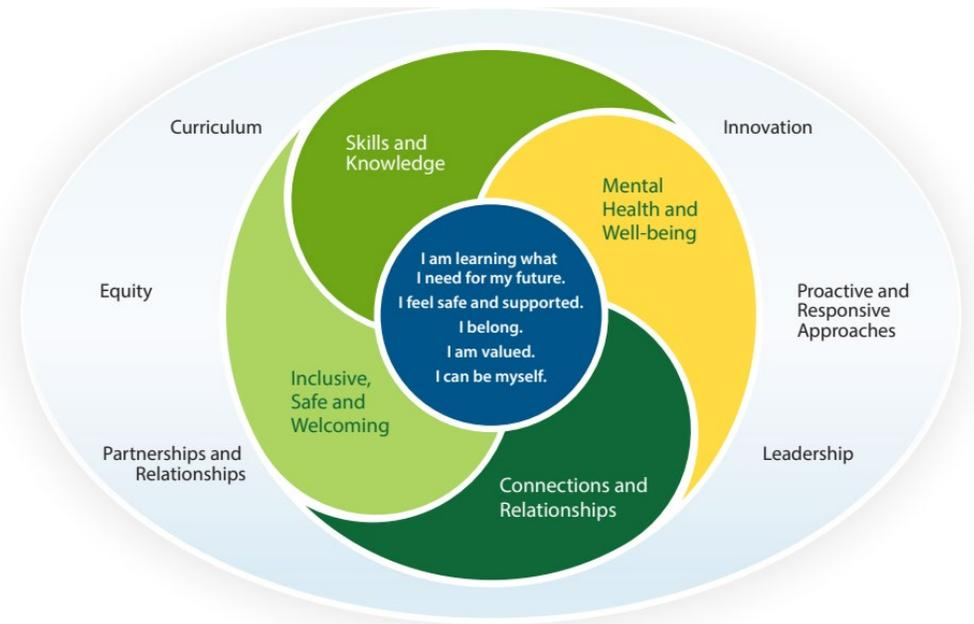 Curriculum
Innovation
Skills and
Knowledge
Mental
Health and
Well-being
I am learning what
I need for my future.
I feel safe and supported.
I belong.
I am valued.
I can be myself.
Equity
Proactive and
Responsive
Approaches
Inclusive,
Safe and
Welcoming
Partnerships and
Relationships
Leadership
Connections and
Relationships